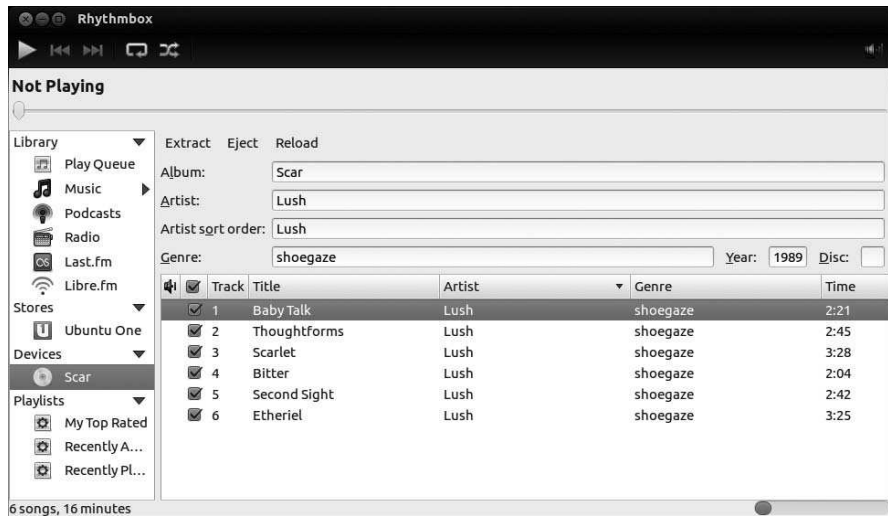 Rhythmbox
Not Playing
Library
Play Queue
Music
Podcasts
Radio
Last.fm
Libre.fm
Stores
Ubuntu One
Devices
Scar
Playlists
My Top Rated
Recently A...
Recently Pl...
Extract Eject Reload
Album: Scar
Artist: Lush
Artist sort order: Lush
Genre: shoegaze Year: 1989 Disc:
Track Title Artist Genre Time
1 Baby Talk Lush shoegaze 2:21
2 Thoughtforms Lush shoegaze 2:45
3 Scarlet Lush shoegaze 3:28
4 Bitter Lush shoegaze 2:04
5 Second Sight Lush shoegaze 2:42
6 Etheriel Lush shoegaze 3:25
6 songs, 16 minutes